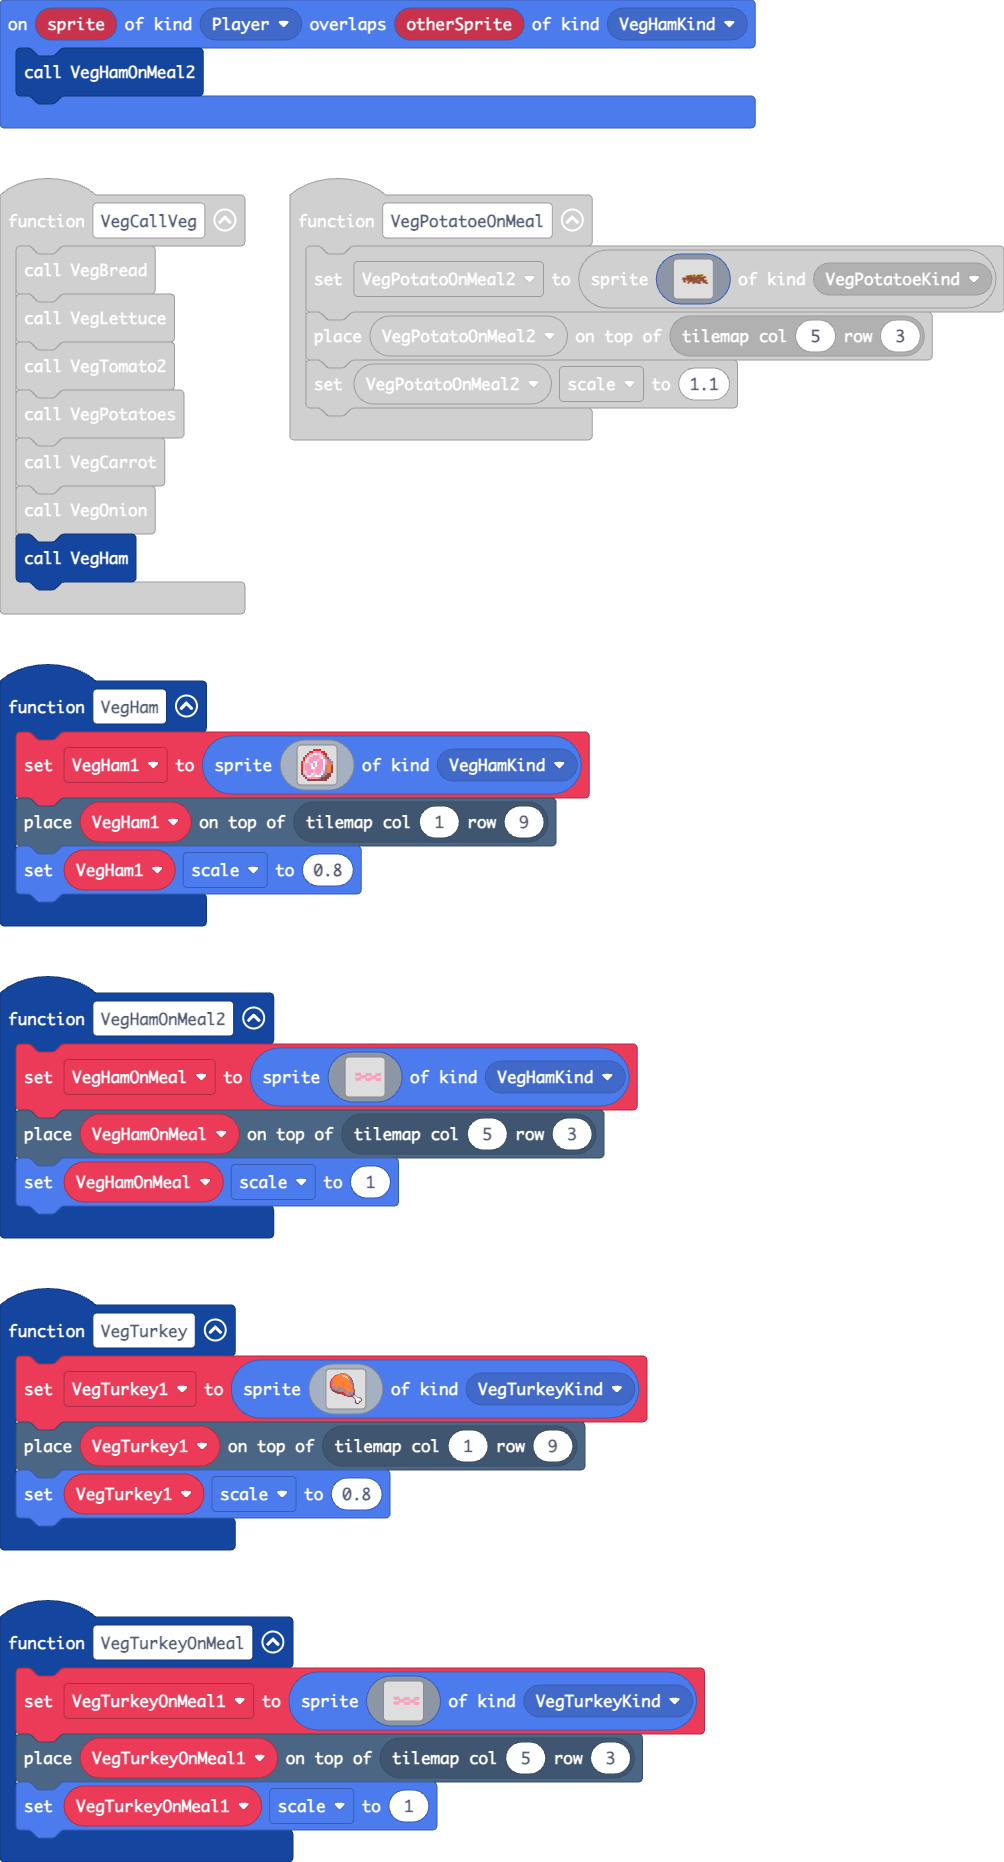 on sprite of kind Player overlaps otherSprite of kind VegHamKind
call VegHamOnMeal2
function VegCallVeg
call VegBread
call VegLettuce
call VegTomato2
call VegPotatoes
call VegCarrot
call VegOnion
call VegHam
function VegPotatoeOnMeal
set VegPotatoOnMeal2 to sprite of kind VegPotatoeKind
place VegPotatoOnMeal2 on top of tilemap col 5 row 3
set VegPotatoOnMeal2 scale to 1.1
function VegHam
set VegHam1 to sprite of kind VegHamKind
place VegHam1 on top of tilemap col 1 row 9
set VegHam1 scale to 0.8
function VegHamOnMeal2
set VegHamOnMeal to sprite of kind VegHamKind
place VegHamOnMeal on top of tilemap col 5 row 3
set VegHamOnMeal scale to 1
function VegTurkey
set VegTurkey1 to sprite of kind VegTurkeyKind
place VegTurkey1 on top of tilemap col 1 row 9
set VegTurkey1 scale to 0.8
function VegTurkeyOnMeal
set VegTurkeyOnMeal1 to sprite of kind VegTurkeyKind
place VegTurkeyOnMeal1 on top of tilemap col 5 row 3
set VegTurkeyOnMeal1 scale to 1